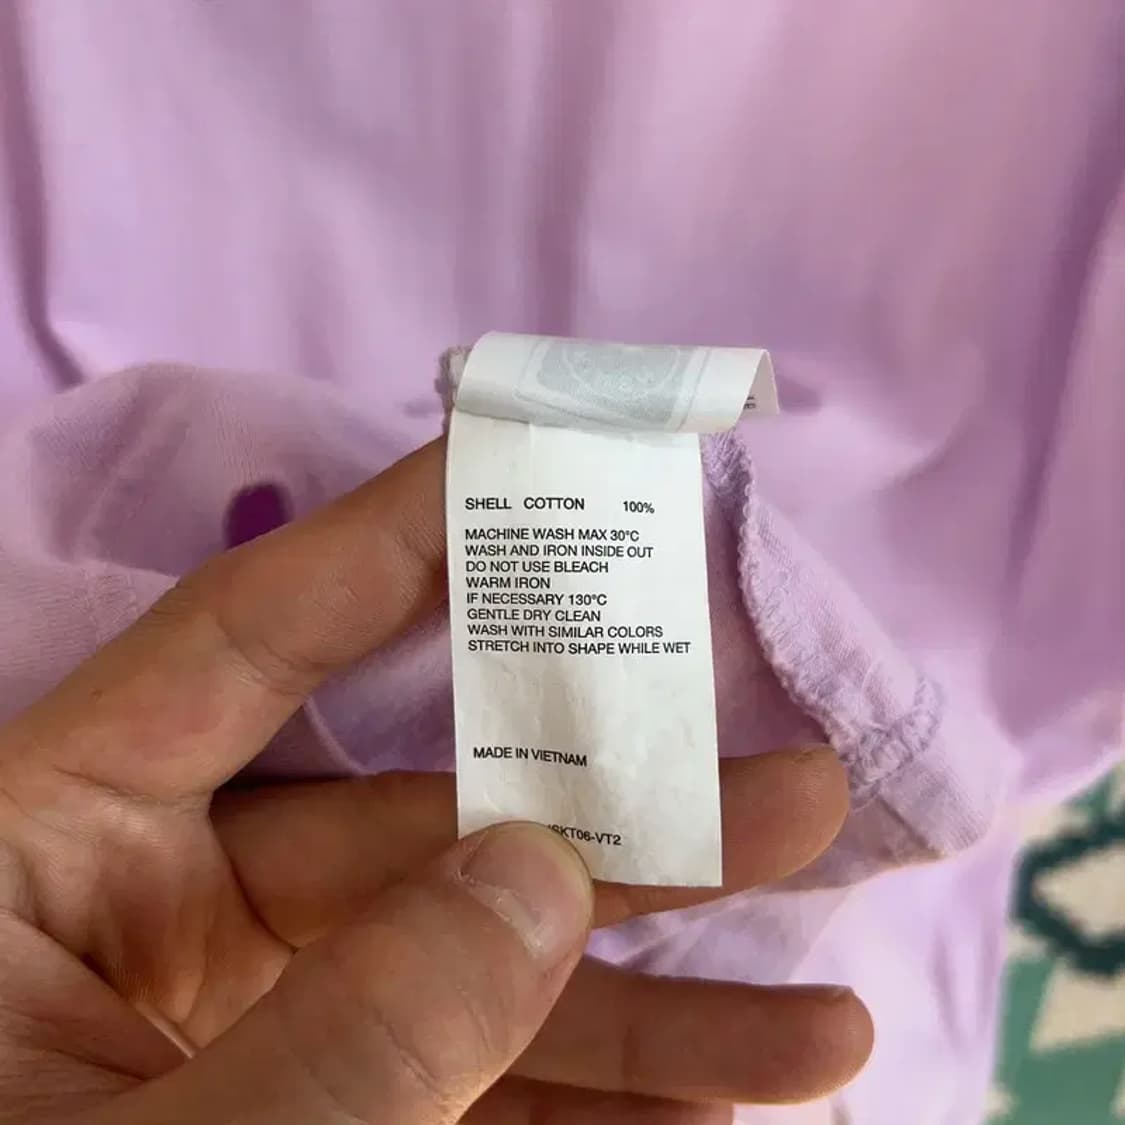 SHELL COTTON 100%
MACHINE WASH MAX 30°C
WASH AND IRON INSIDE OUT
DO NOT USE BLEACH
WARM IRON
IF NECESSARY 130°C
GENTLE DRY CLEAN
WASH WITH SIMILAR COLORS
STRETCH INTO SHAPE WHILE WET
MADE IN VIETNAM
SKT06-VT2